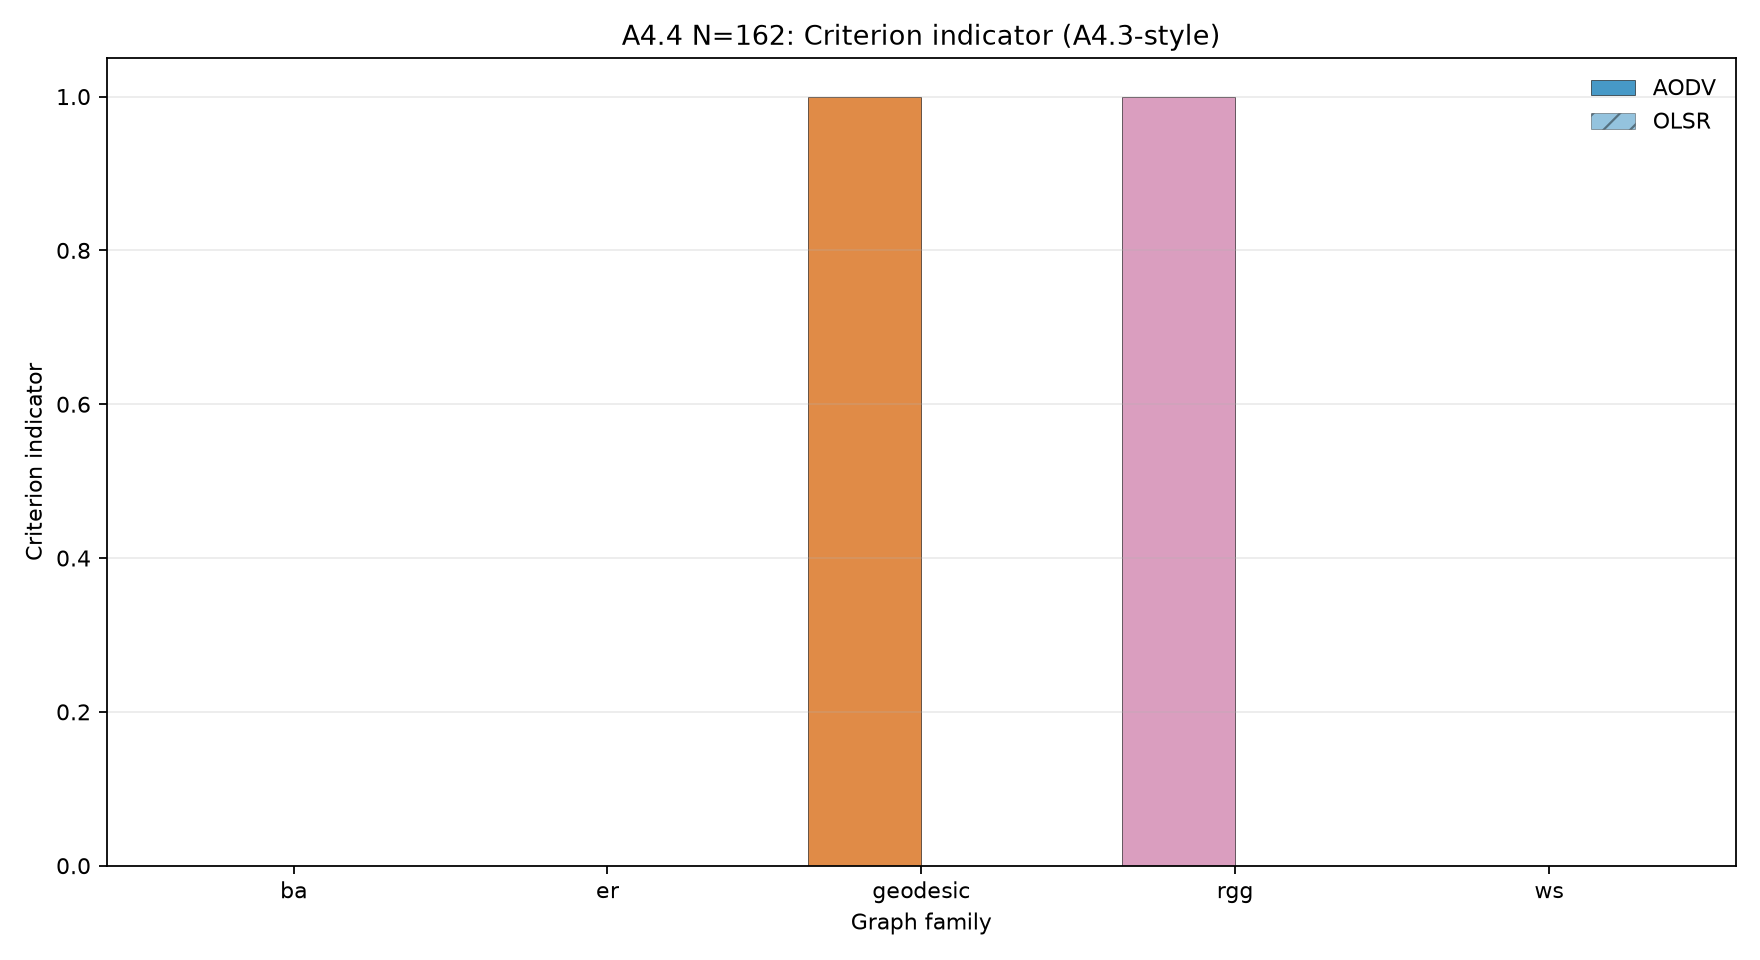 A4.4 N=162: Criterion indicator (A4.3-style)
AODV
OLSR
Criterion indicator
1.0
0.8
0.6
0.4
0.2
0.0
ba er geodesic rgg ws
Graph family